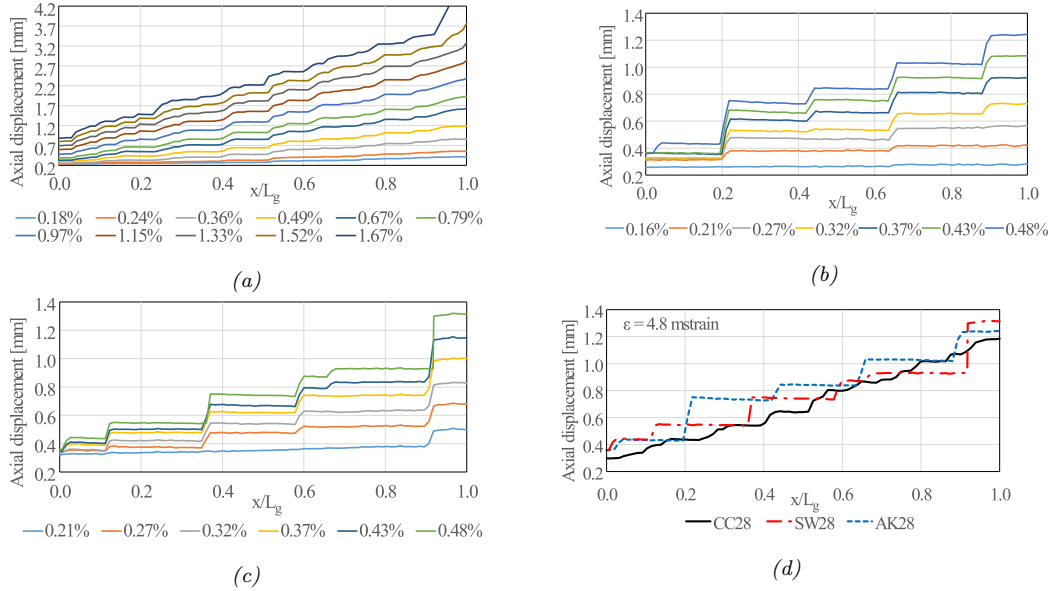 4.2
3.7
3.2
2.7
2.2
1.7
1.2
0.7
0.2
Axial displacement [mm]
0.0 0.2 0.4 0.6 0.8 1.0
x/Lg
0.18% 0.24% 0.36% 0.49% 0.67% 0.79%
0.97% 1.15% 1.33% 1.52% 1.67%
(a)
1.4
1.2
1.0
0.8
0.6
0.4
0.2
Axial displacement [mm]
0.0 0.2 0.4 0.6 0.8 1.0
x/Lg
0.16% 0.21% 0.27% 0.32% 0.37% 0.43% 0.48%
(b)
1.4
1.2
1.0
0.8
0.6
0.4
0.2
Axial displacement [mm]
0.0 0.2 0.4 0.6 0.8 1.0
x/Lg
0.21% 0.27% 0.32% 0.37% 0.43% 0.48%
(c)
1.4
1.2
1.0
0.8
0.6
0.4
0.2
Axial displacement [mm]
ε = 4.8 mstrain
0.0 0.2 0.4 0.6 0.8 1.0
x/Lg
CC28 SW28 AK28
(d)